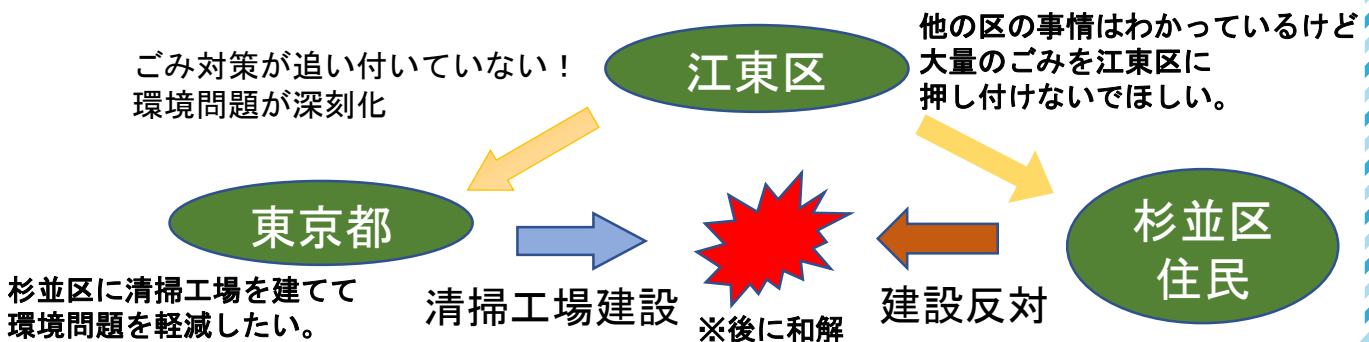 ごみ対策が追い付いていない！
環境問題が深刻化
江東区
他の区の事情はわかっているけど
大量のごみを江東区に
押し付けないでほしい。
東京都
杉並区に清掃工場を建てて
環境問題を軽減したい。
清掃工場建設
※後に和解
建設反対
杉並区
住民